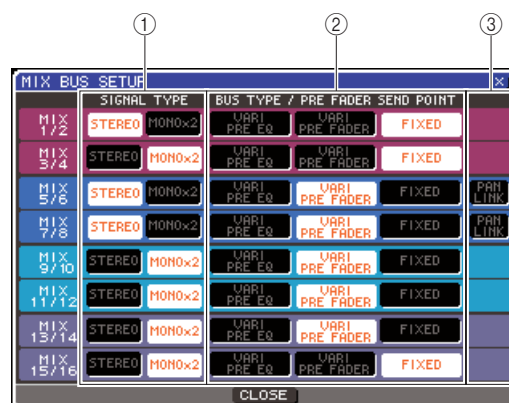 ① ② ③
MIX BUS SETUP ×
SIGNAL TYPE BUS TYPE / PRE FADER SEND POINT
MIX 1/2 STEREO MONO×2 VARI PRE EQ VARI PRE FADER FIXED
MIX 3/4 STEREO MONO×2 VARI PRE EQ VARI PRE FADER FIXED
MIX 5/6 STEREO MONO×2 VARI PRE EQ VARI PRE FADER FIXED PAN LINK
MIX 7/8 STEREO MONO×2 VARI PRE EQ VARI PRE FADER FIXED PAN LINK
MIX 9/10 STEREO MONO×2 VARI PRE EQ VARI PRE FADER FIXED
MIX 11/12 STEREO MONO×2 VARI PRE EQ VARI PRE FADER FIXED
MIX 13/14 STEREO MONO×2 VARI PRE EQ VARI PRE FADER FIXED
MIX 15/16 STEREO MONO×2 VARI PRE EQ VARI PRE FADER FIXED
CLOSE